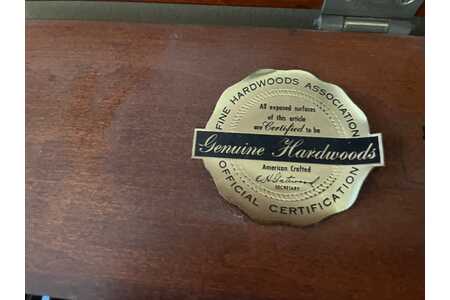 FINE HARDWOODS ASSOCIATION
All exposed surfaces
of this article
are Certified to be
Genuine Hardwoods
American Crafted
SECRETARY
OFFICIAL CERTIFICATION